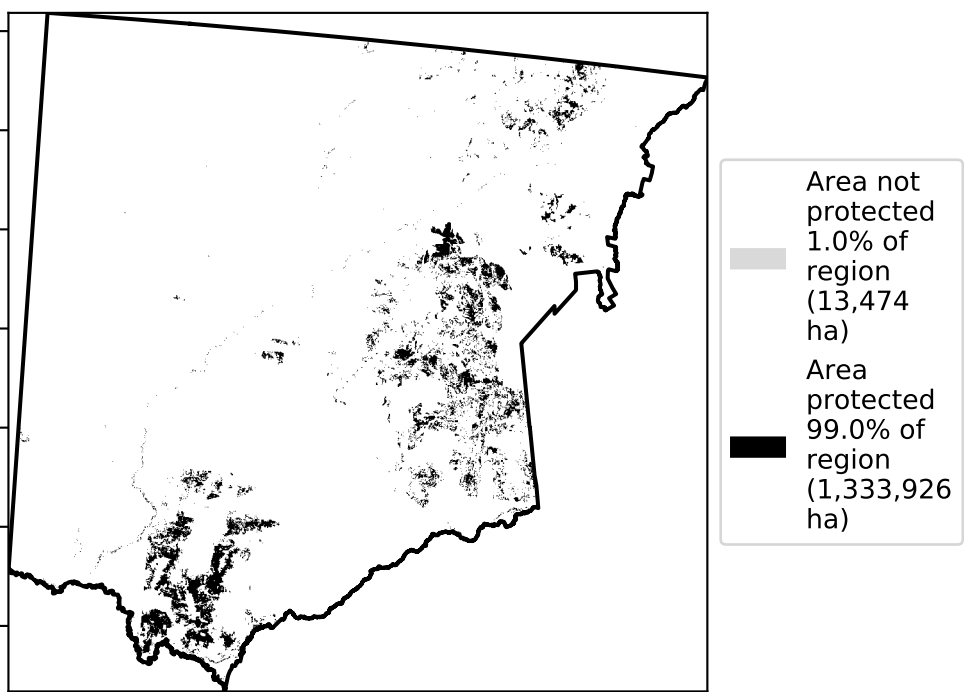 Area not
protected
1.0% of
region
(13,474
ha)
Area
protected
99.0% of
region
(1,333,926
ha)